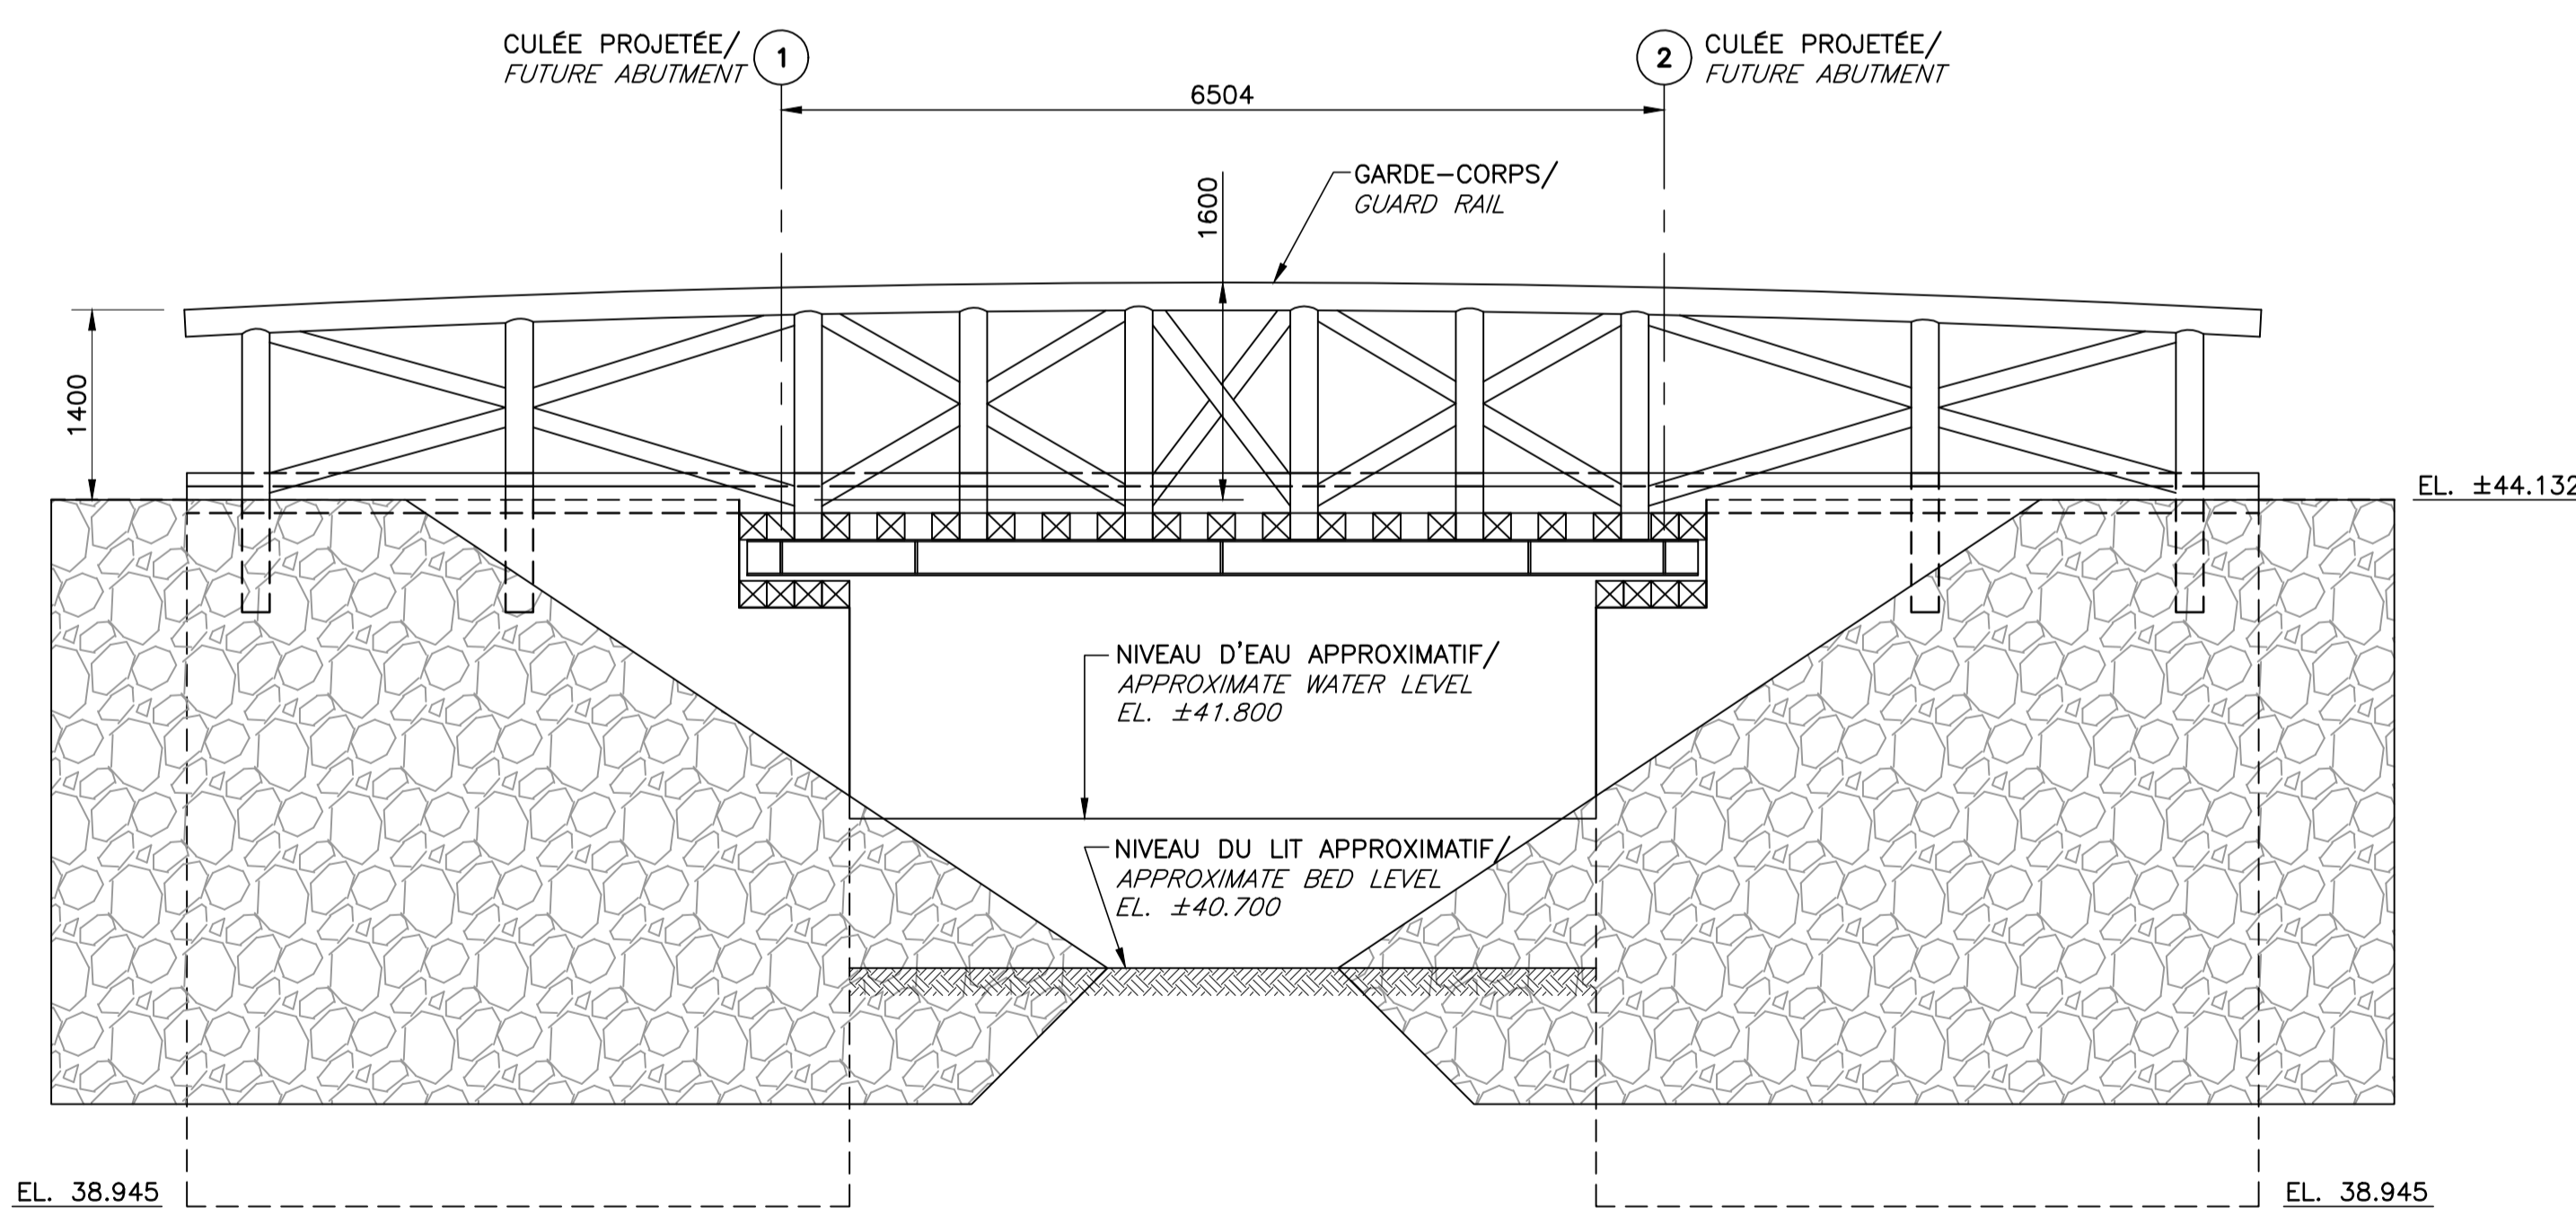 CULÉE PROJETÉE/
FUTURE ABUTMENT
1
2
CULÉE PROJETÉE/
FUTURE ABUTMENT
6504
1600
GARDE-CORPS/
GUARD RAIL
1400
EL. ±44.132
NIVEAU D'EAU APPROXIMATIF/
APPROXIMATE WATER LEVEL
EL. ±41.800
NIVEAU DU LIT APPROXIMATIF/
APPROXIMATE BED LEVEL
EL. ±40.700
EL. 38.945
EL. 38.945